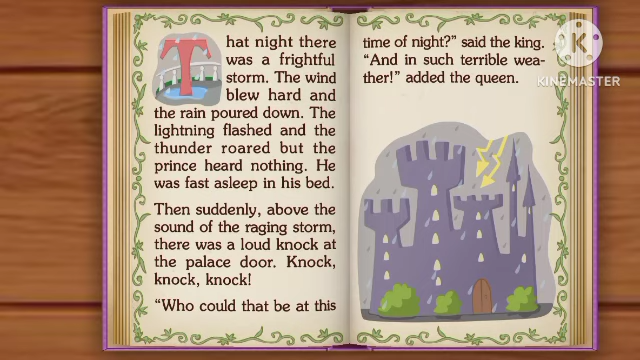 That night there
was a frightful
storm. The wind
blew hard and
the rain poured down. The
lightning flashed and the
thunder roared but the
prince heard nothing. He
was fast asleep in his bed.
Then suddenly, above the
sound of the raging storm,
there was a loud knock at
the palace door. Knock,
knock, knock!
“Who could that be at this
time of night?” said the king.
“And in such terrible wea-
ther!” added the queen.
KINEMASTER